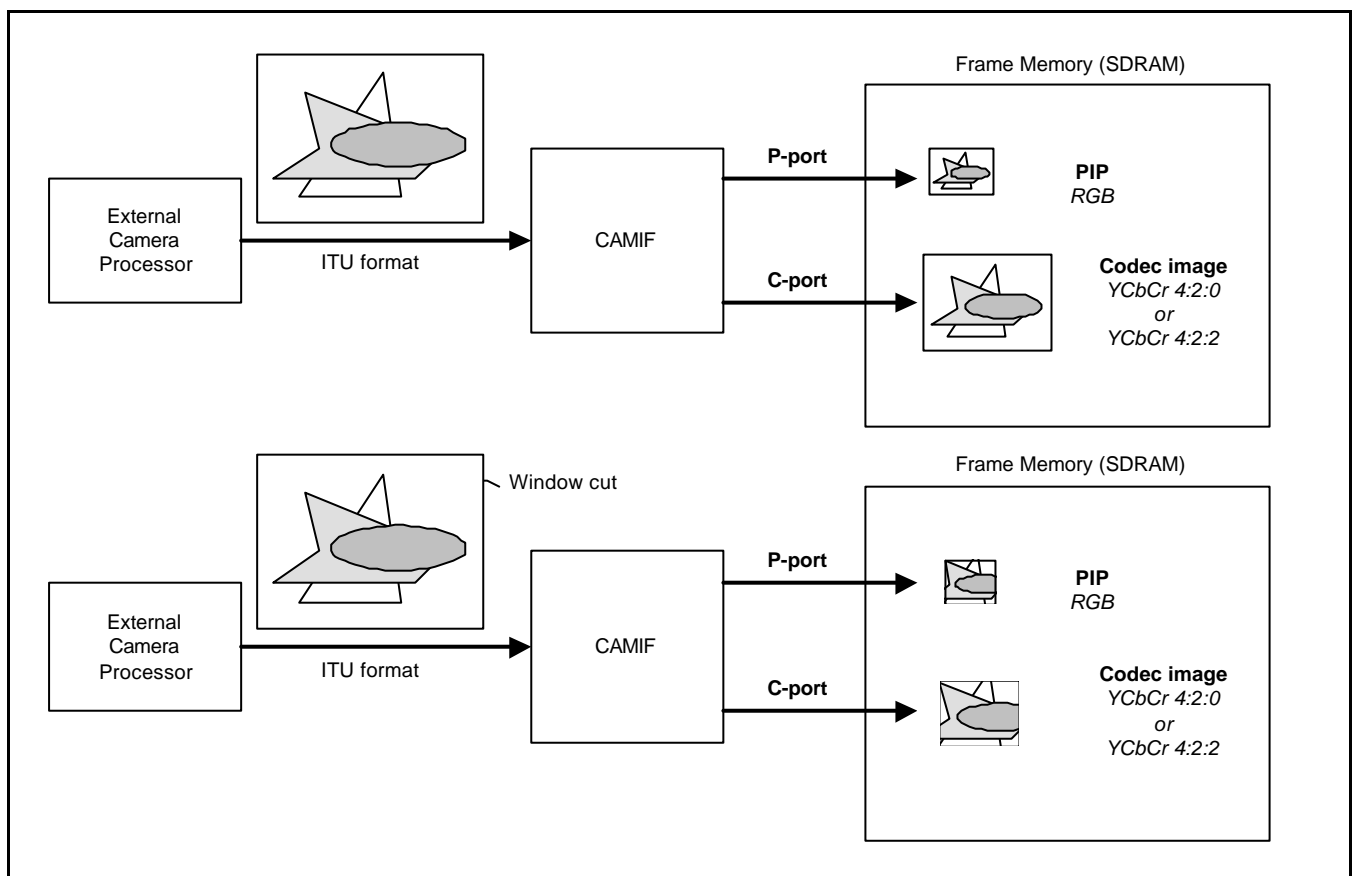 Frame Memory (SDRAM)
External
Camera
Processor
ITU format
CAMIF
P-port
C-port
PIP
RGB
Codec image
YCbCr 4:2:0
or
YCbCr 4:2:2
Frame Memory (SDRAM)
Window cut
External
Camera
Processor
ITU format
CAMIF
P-port
C-port
PIP
RGB
Codec image
YCbCr 4:2:0
or
YCbCr 4:2:2